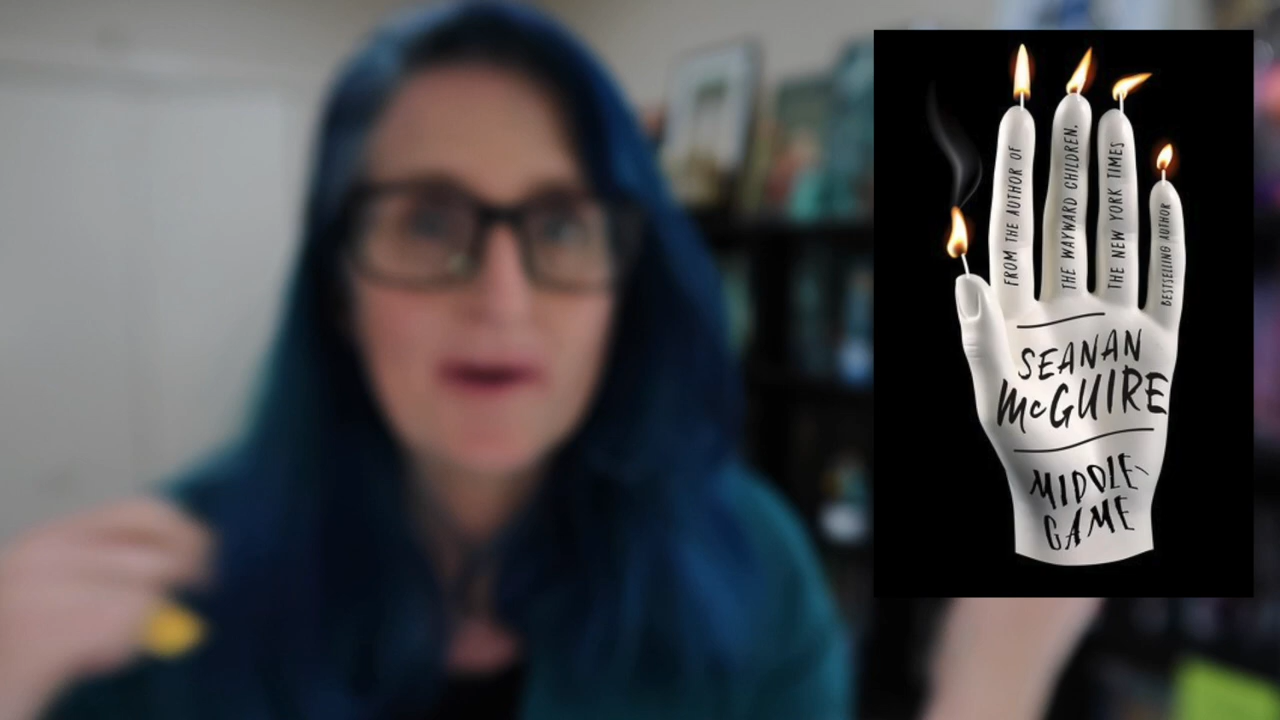 FROM THE AUTHOR OF
THE WAYWARD CHILDREN,
THE NEW YORK TIMES
BESTSELLING AUTHOR
SEANAN
McGUIRE
MIDDLE-
GAME